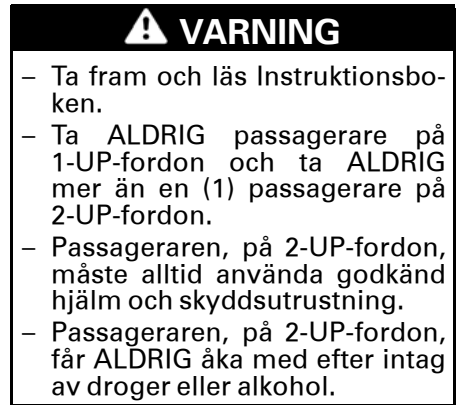 VARNING
– Ta fram och läs Instruktionsbo-
ken.
– Ta ALDRIG passagerare på
1-UP-fordon och ta ALDRIG
mer än en (1) passagerare på
2-UP-fordon.
– Passageraren, på 2-UP-fordon,
måste alltid använda godkänd
hjälm och skyddsutrustning.
– Passageraren, på 2-UP-fordon,
får ALDRIG åka med efter intag
av droger eller alkohol.